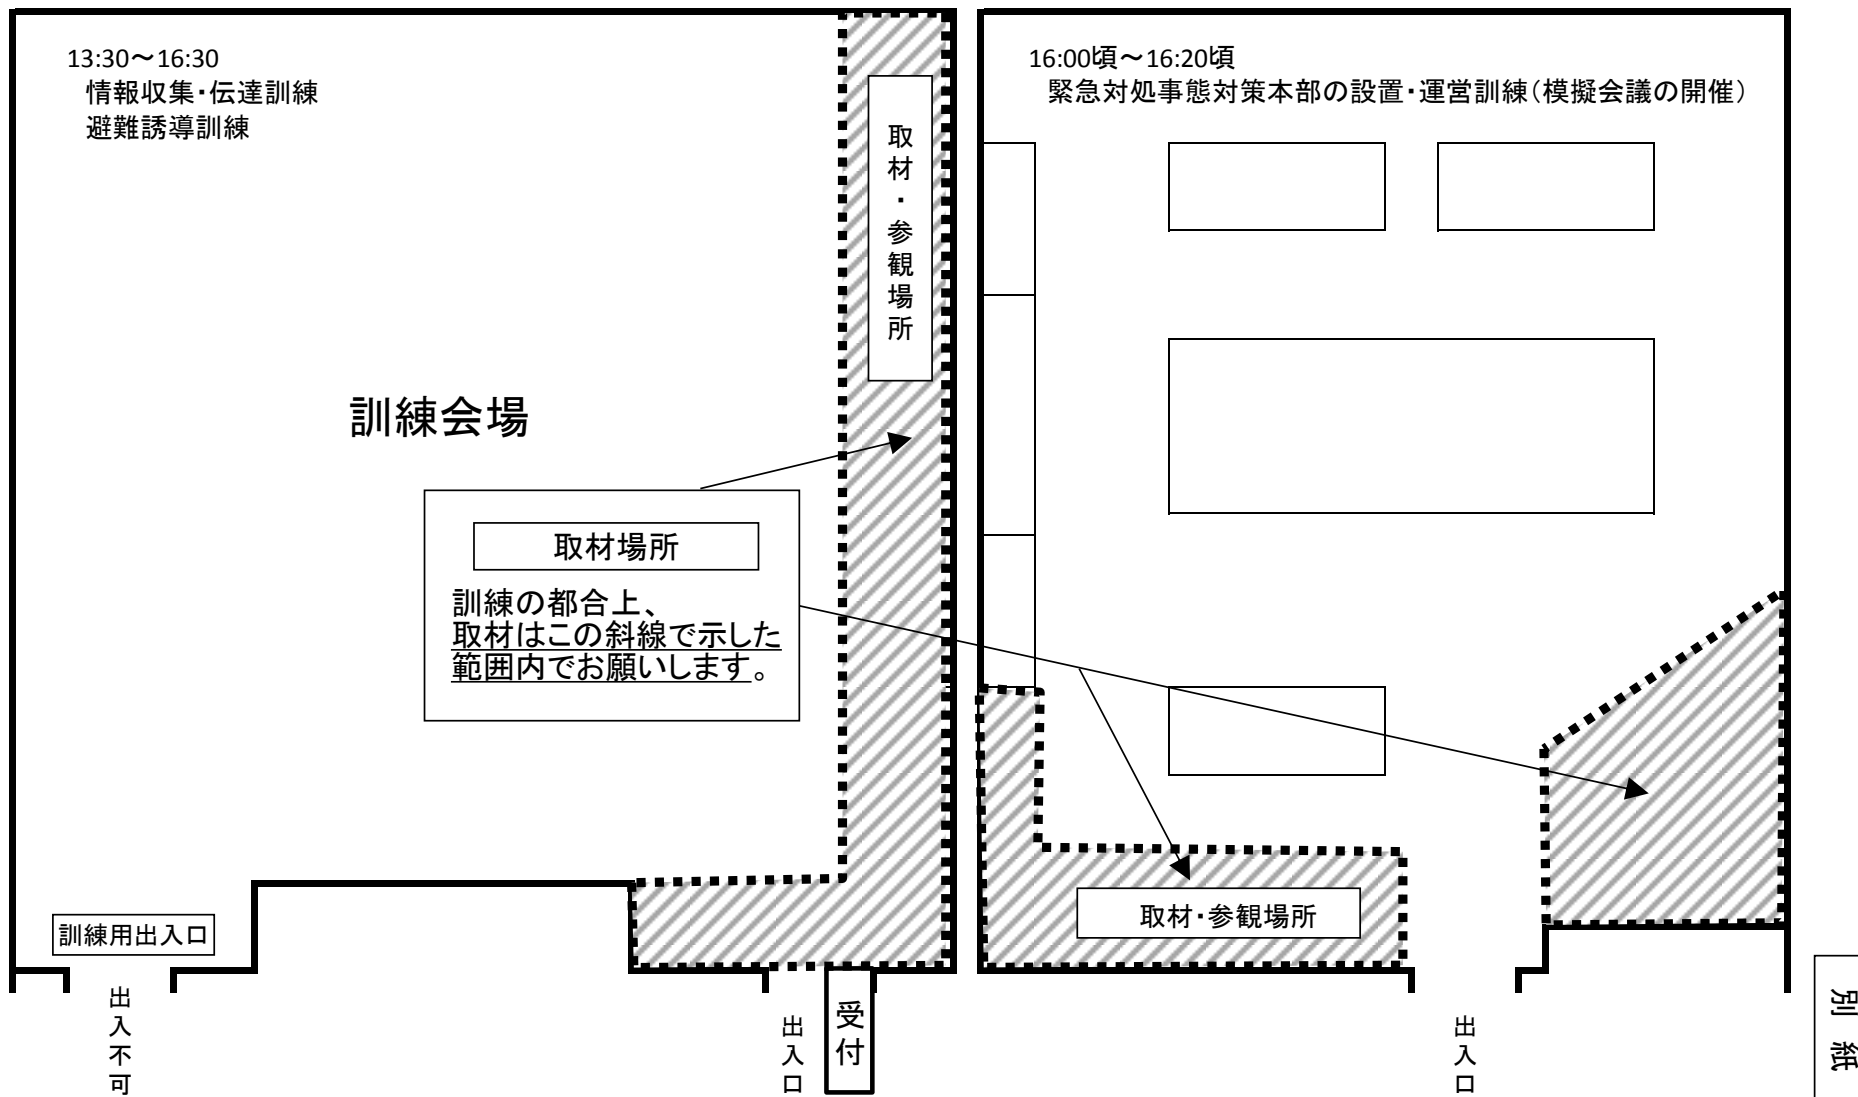 13:30～16:30
情報収集・伝達訓練
避難誘導訓練
訓練会場
取材・参観場所
取材場所
訓練の都合上、
取材はこの斜線で示した
範囲内でお願いします。
訓練用出入口
出入不可
出入口
受付
16:00頃～16:20頃
緊急対処事態対策本部の設置・運営訓練（模擬会議の開催）
取材・参観場所
出入口
別紙